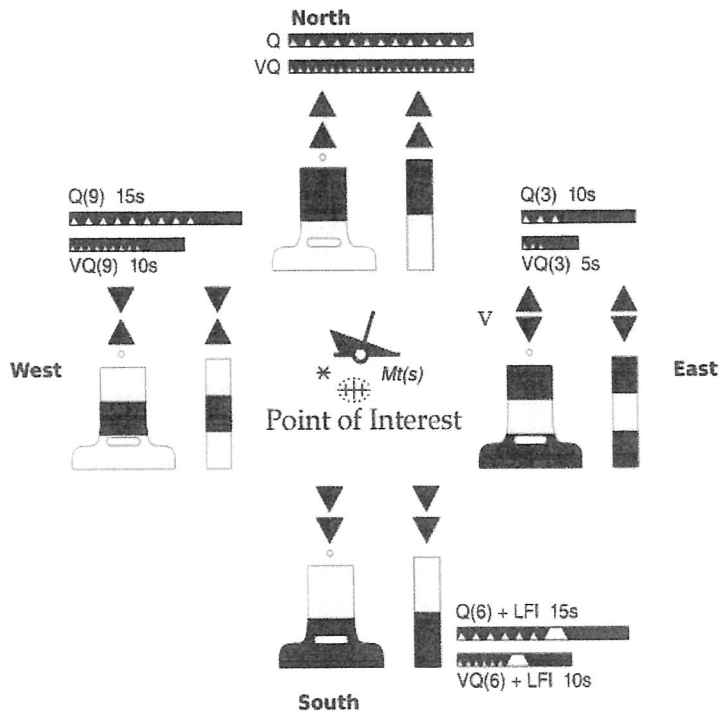 North
Q
VQ
Q(9) 15s
VQ(9) 10s
Q(3) 10s
VQ(3) 5s
V
West
East
*
Mt(s)
Point of Interest
Q(6) + LFl 15s
VQ(6) + LFl 10s
South